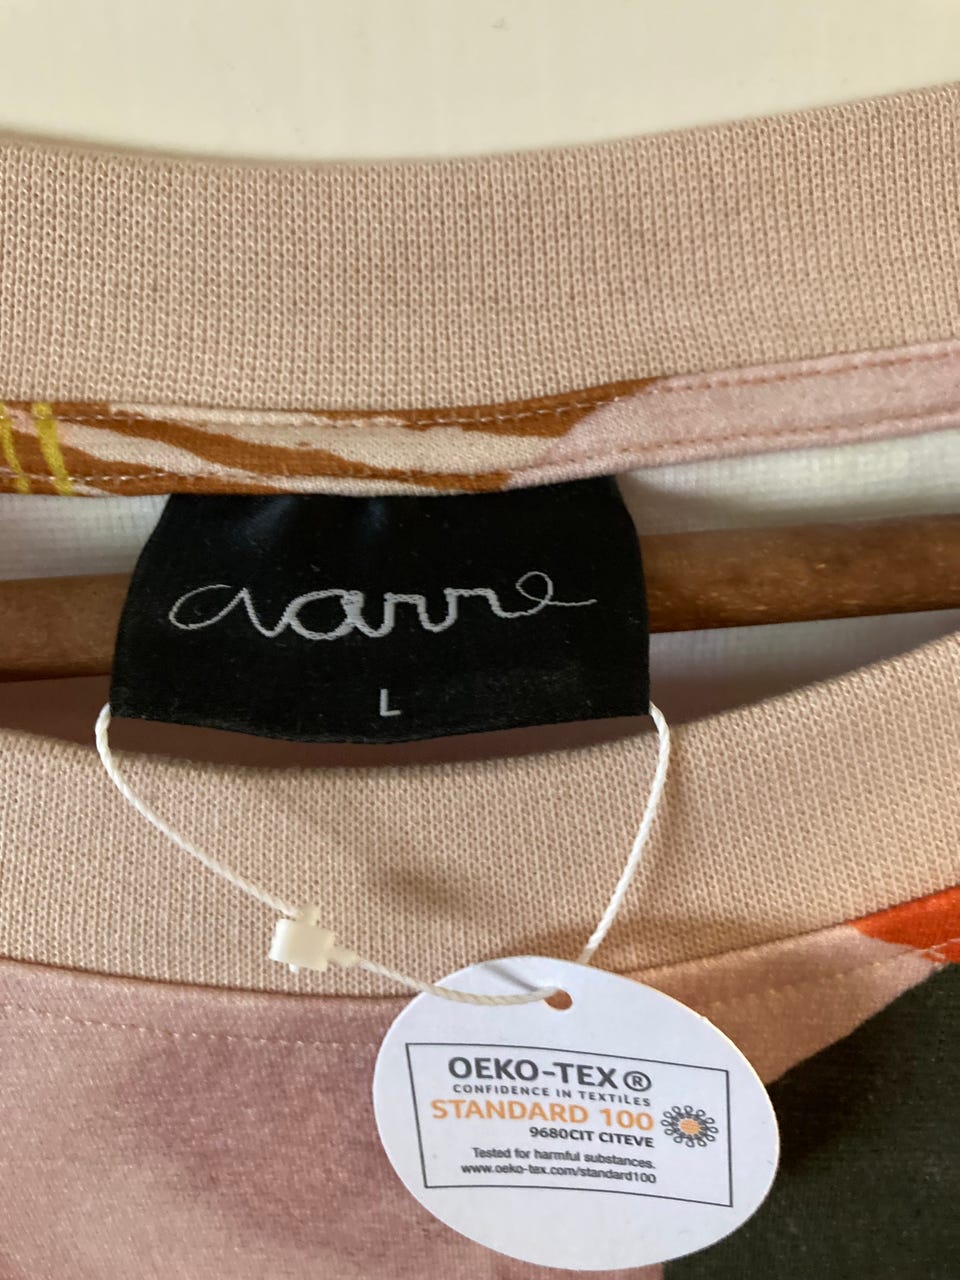 Aarre
L
OEKO-TEX®
CONFIDENCE IN TEXTILES
STANDARD 100
9680CIT CITEVE
Tested for harmful substances.
www.oeko-tex.com/standard100